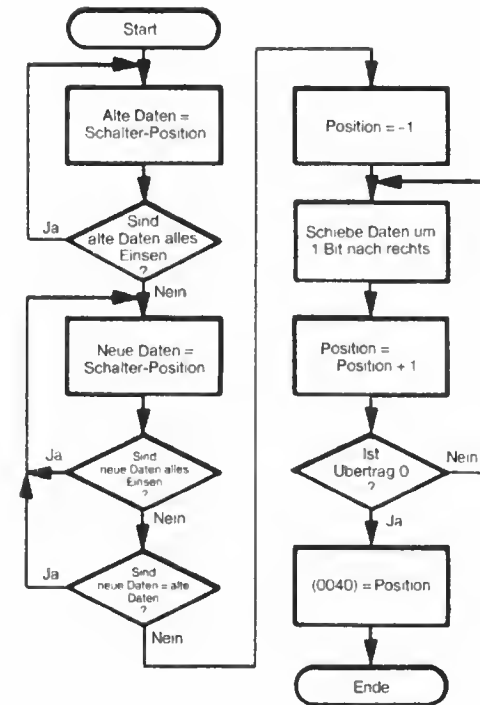 Start
Alte Daten =
Schalter-Position
Sind
alte Daten alles
Einsen
?
Ja
Nein
Neue Daten =
Schalter-Position
Sind
neue Daten alles
Einsen
?
Ja
Nein
Sind
neue Daten = alte
Daten
?
Ja
Nein
Position = -1
Schiebe Daten um
1 Bit nach rechts
Position =
Position + 1
Ist
Ubertrag 0
?
Nein
Ja
(0040) = Position
Ende